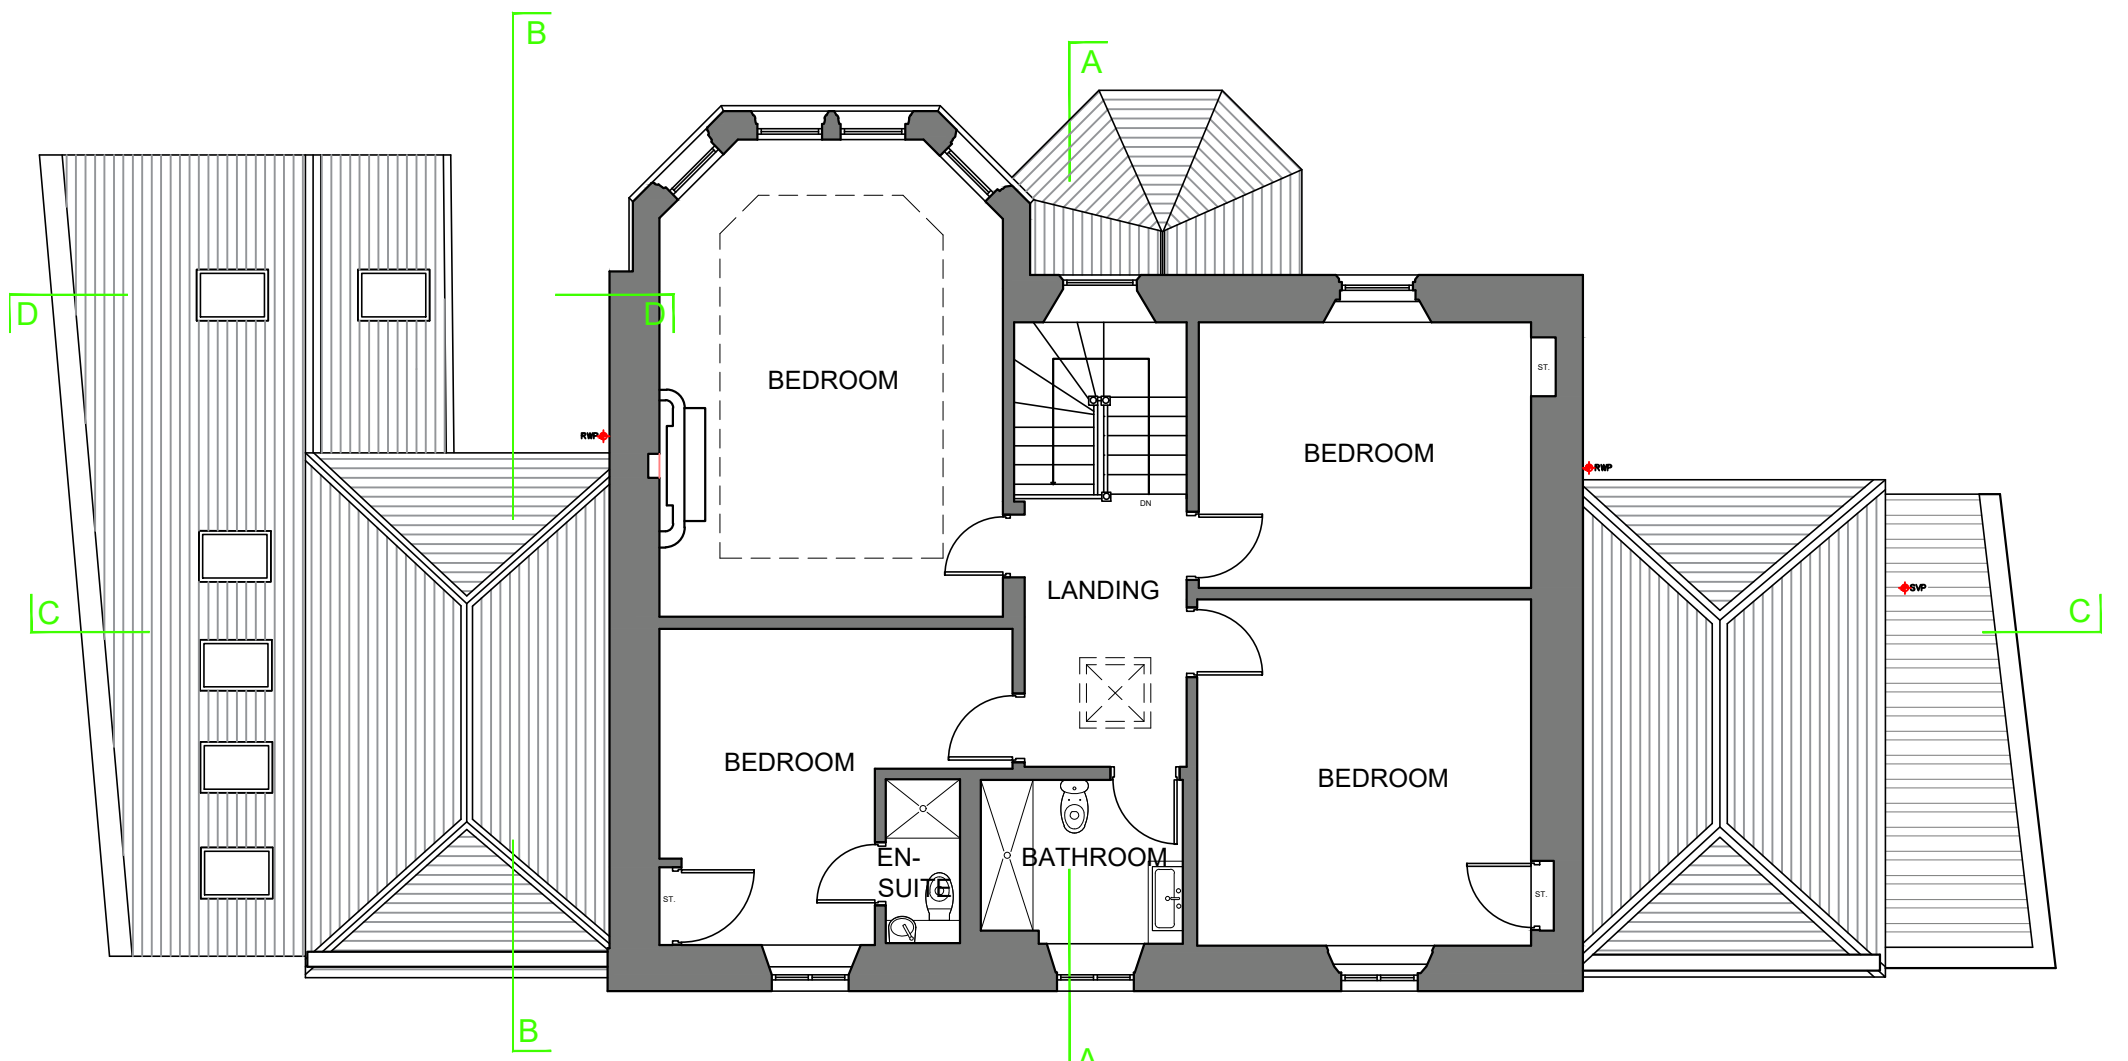 B
A
D
D
BEDROOM
ST.
RWP
BEDROOM
RWP
DN
LANDING
SVP
C
C
BEDROOM
BEDROOM
EN-
SUITE
BATHROOM
ST.
ST.
B
A